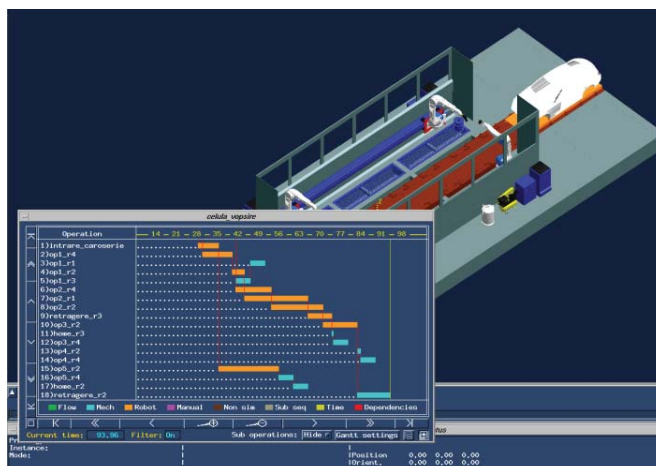 celula_vopsire
Operation
14 - 21 - 28 - 35 - 42 - 49 - 56 - 63 - 70 - 77 - 84 - 91 - 98
1)intrare_caroserie
2)op1_r4
3)op1_r1
4)op1_r2
5)op1_r3
6)op2_r4
7)op2_r1
8)op2_r2
9)retragere_r3
10)op3_r2
11)home_r3
12)op3_r4
13)op4_r2
14)op4_r4
15)op5_r2
16)op5_r4
17)home_r2
18)retragere_r2
Flow Mech Robot Manual Non sim Sub seq Time Dependencies
Current time: 93,96 Filter: On Sub operations: Hide Gantt settings
tus
Instance:
Mode: Position 0,00 0,00 0,00
Orient. 0,00 0,00 0,00